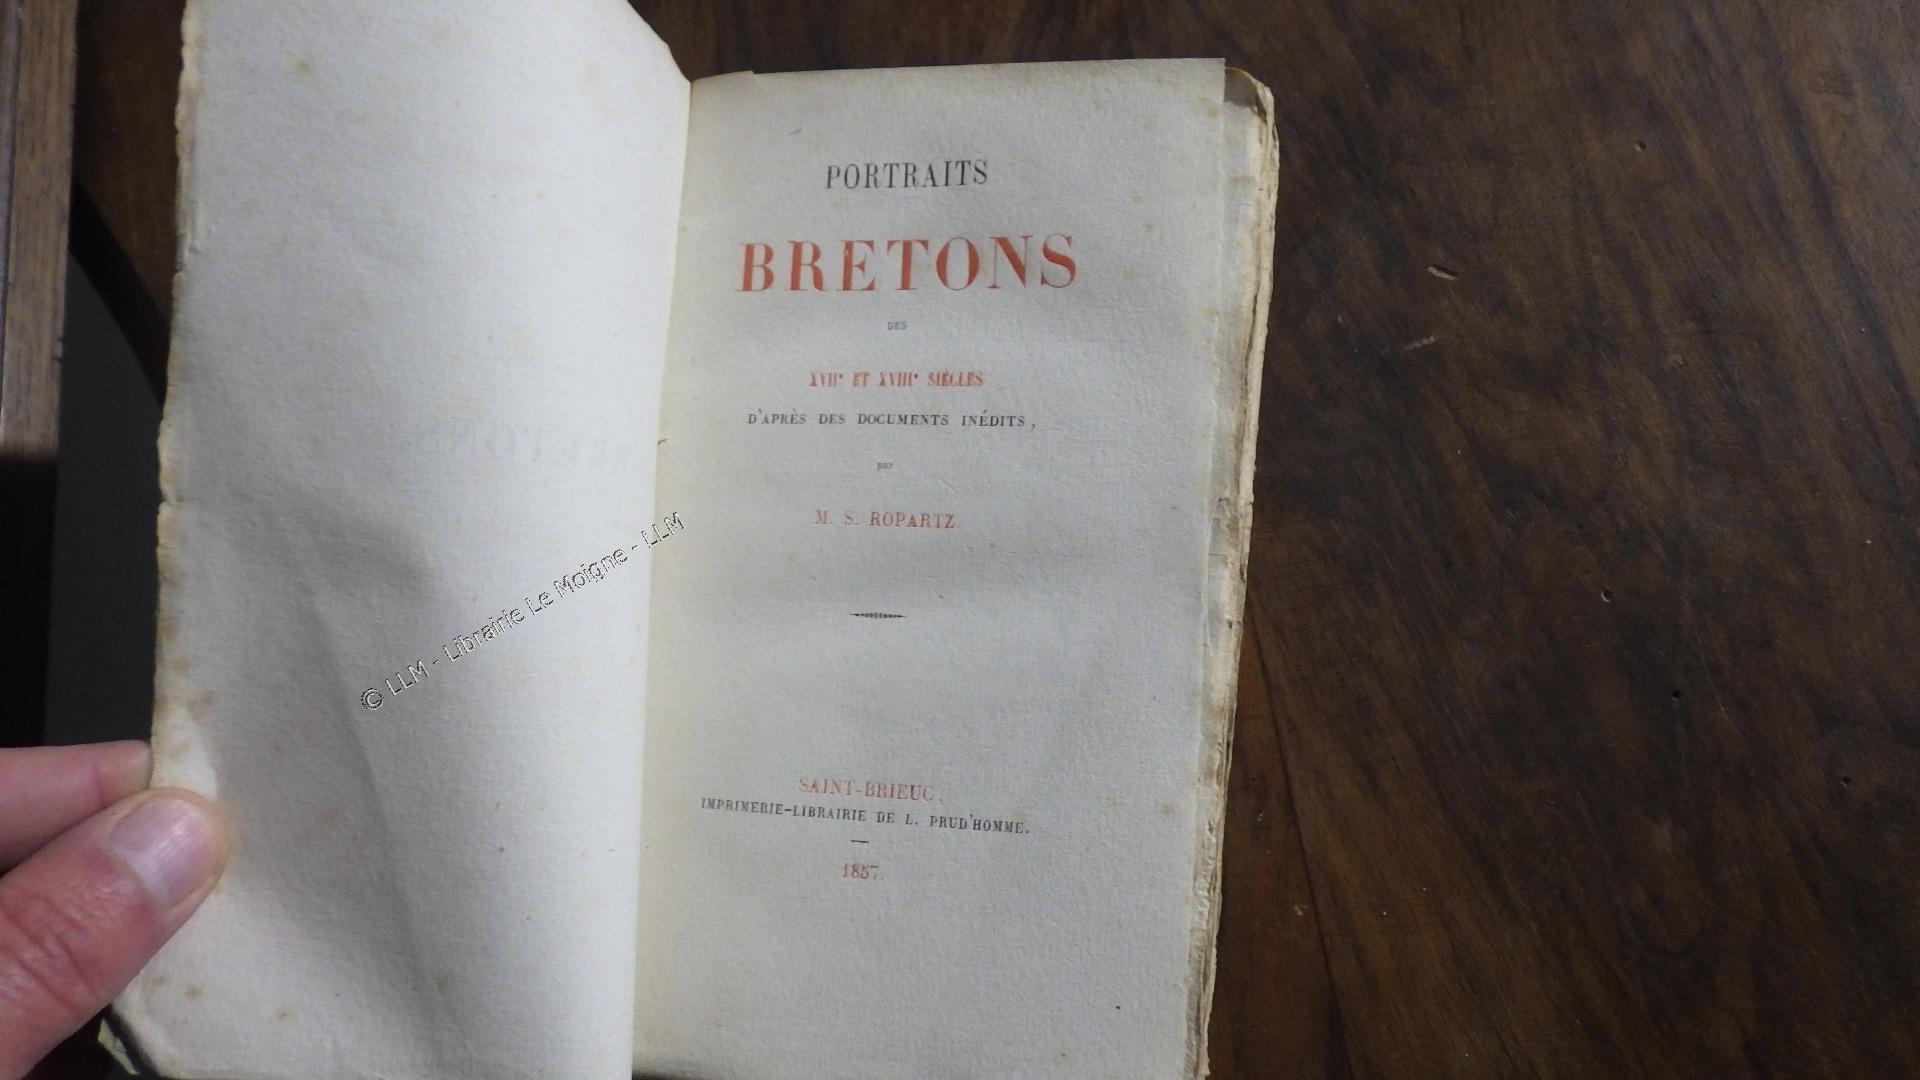 PORTRAITS
BRETONS
DES
XVIIe ET XVIIIe SIÈCLES
D'APRÈS DES DOCUMENTS INÉDITS,
par
M. S. ROPARTZ.
SAINT-BRIEUC,
IMPRIMERIE-LIBRAIRIE DE L. PRUD'HOMME.
1857.
© LLM - Librairie Le Moigne - LLM